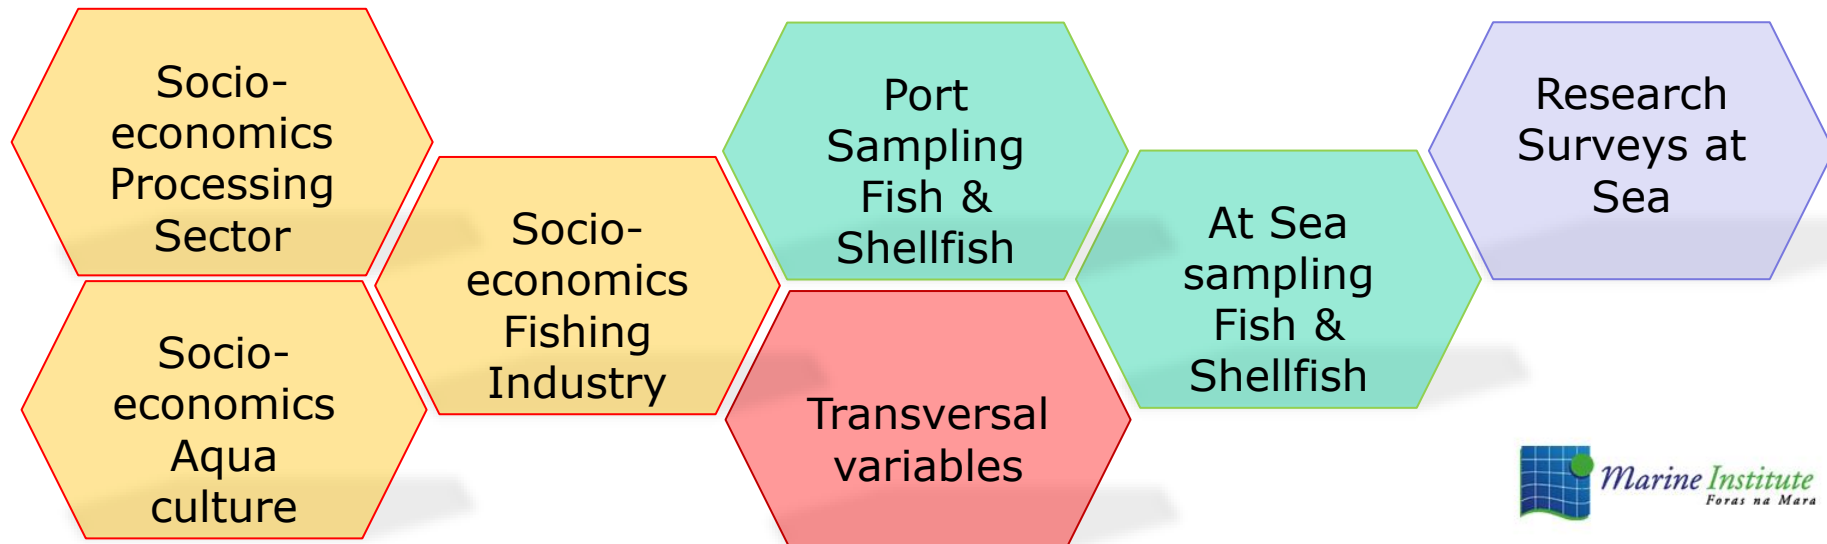 Socio-
economics
Processing
Sector
Socio-
economics
Aqua
culture
Socio-
economics
Fishing
Industry
Port
Sampling
Fish &
Shellfish
Transversal
variables
At Sea
sampling
Fish &
Shellfish
Research
Surveys at
Sea
Marine Institute
Foras na Mara